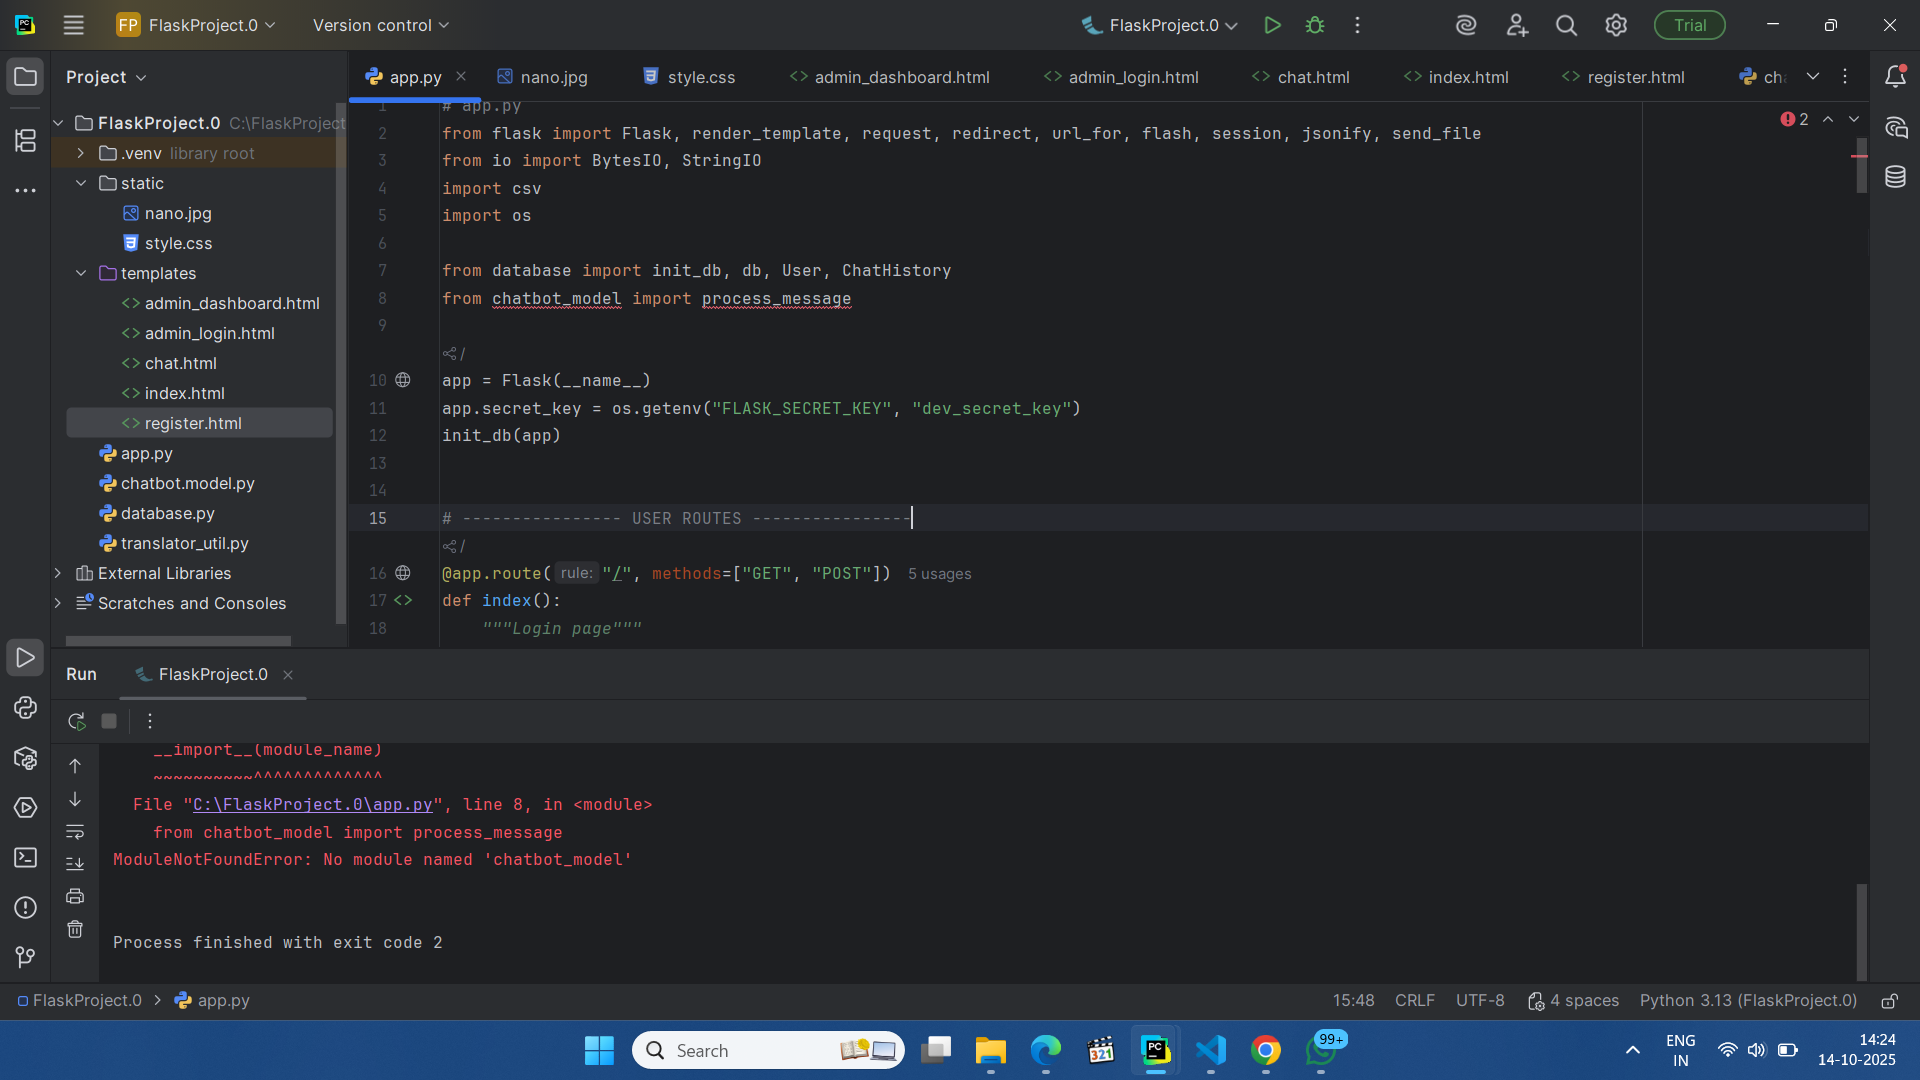 FP FlaskProject.0
Version control
FlaskProject.0
Trial
Project
app.py
nano.jpg
style.css
admin_dashboard.html
admin_login.html
chat.html
index.html
register.html
FlaskProject.0 C:\FlaskProject
.venv library root
static
nano.jpg
style.css
templates
admin_dashboard.html
admin_login.html
chat.html
index.html
register.html
app.py
chatbot.model.py
database.py
translator_util.py
External Libraries
Scratches and Consoles
2
1 # app.py
2 from flask import Flask, render_template, request, redirect, url_for, flash, session, jsonify, send_file
3 from io import BytesIO, StringIO
4 import csv
5 import os
6
7 from database import init_db, db, User, ChatHistory
8 from chatbot_model import process_message
9
/
10 app = Flask(__name__)
11 app.secret_key = os.getenv("FLASK_SECRET_KEY", "dev_secret_key")
12 init_db(app)
13
14
15 # ---------------- USER ROUTES ----------------
/
16 @app.route( rule: "/", methods=["GET", "POST"]) 5 usages
17 def index():
18 """Login page"""
Run FlaskProject.0
__import__(module_name)
~~~~~~~~~~^^^^^^^^^^^^^
File "C:\FlaskProject.0\app.py", line 8, in <module>
from chatbot_model import process_message
ModuleNotFoundError: No module named 'chatbot_model'
Process finished with exit code 2
FlaskProject.0 > app.py
15:48 CRLF UTF-8 4 spaces Python 3.13 (FlaskProject.0)
Search
321
PC
99+
ENG
IN
14:24
14-10-2025